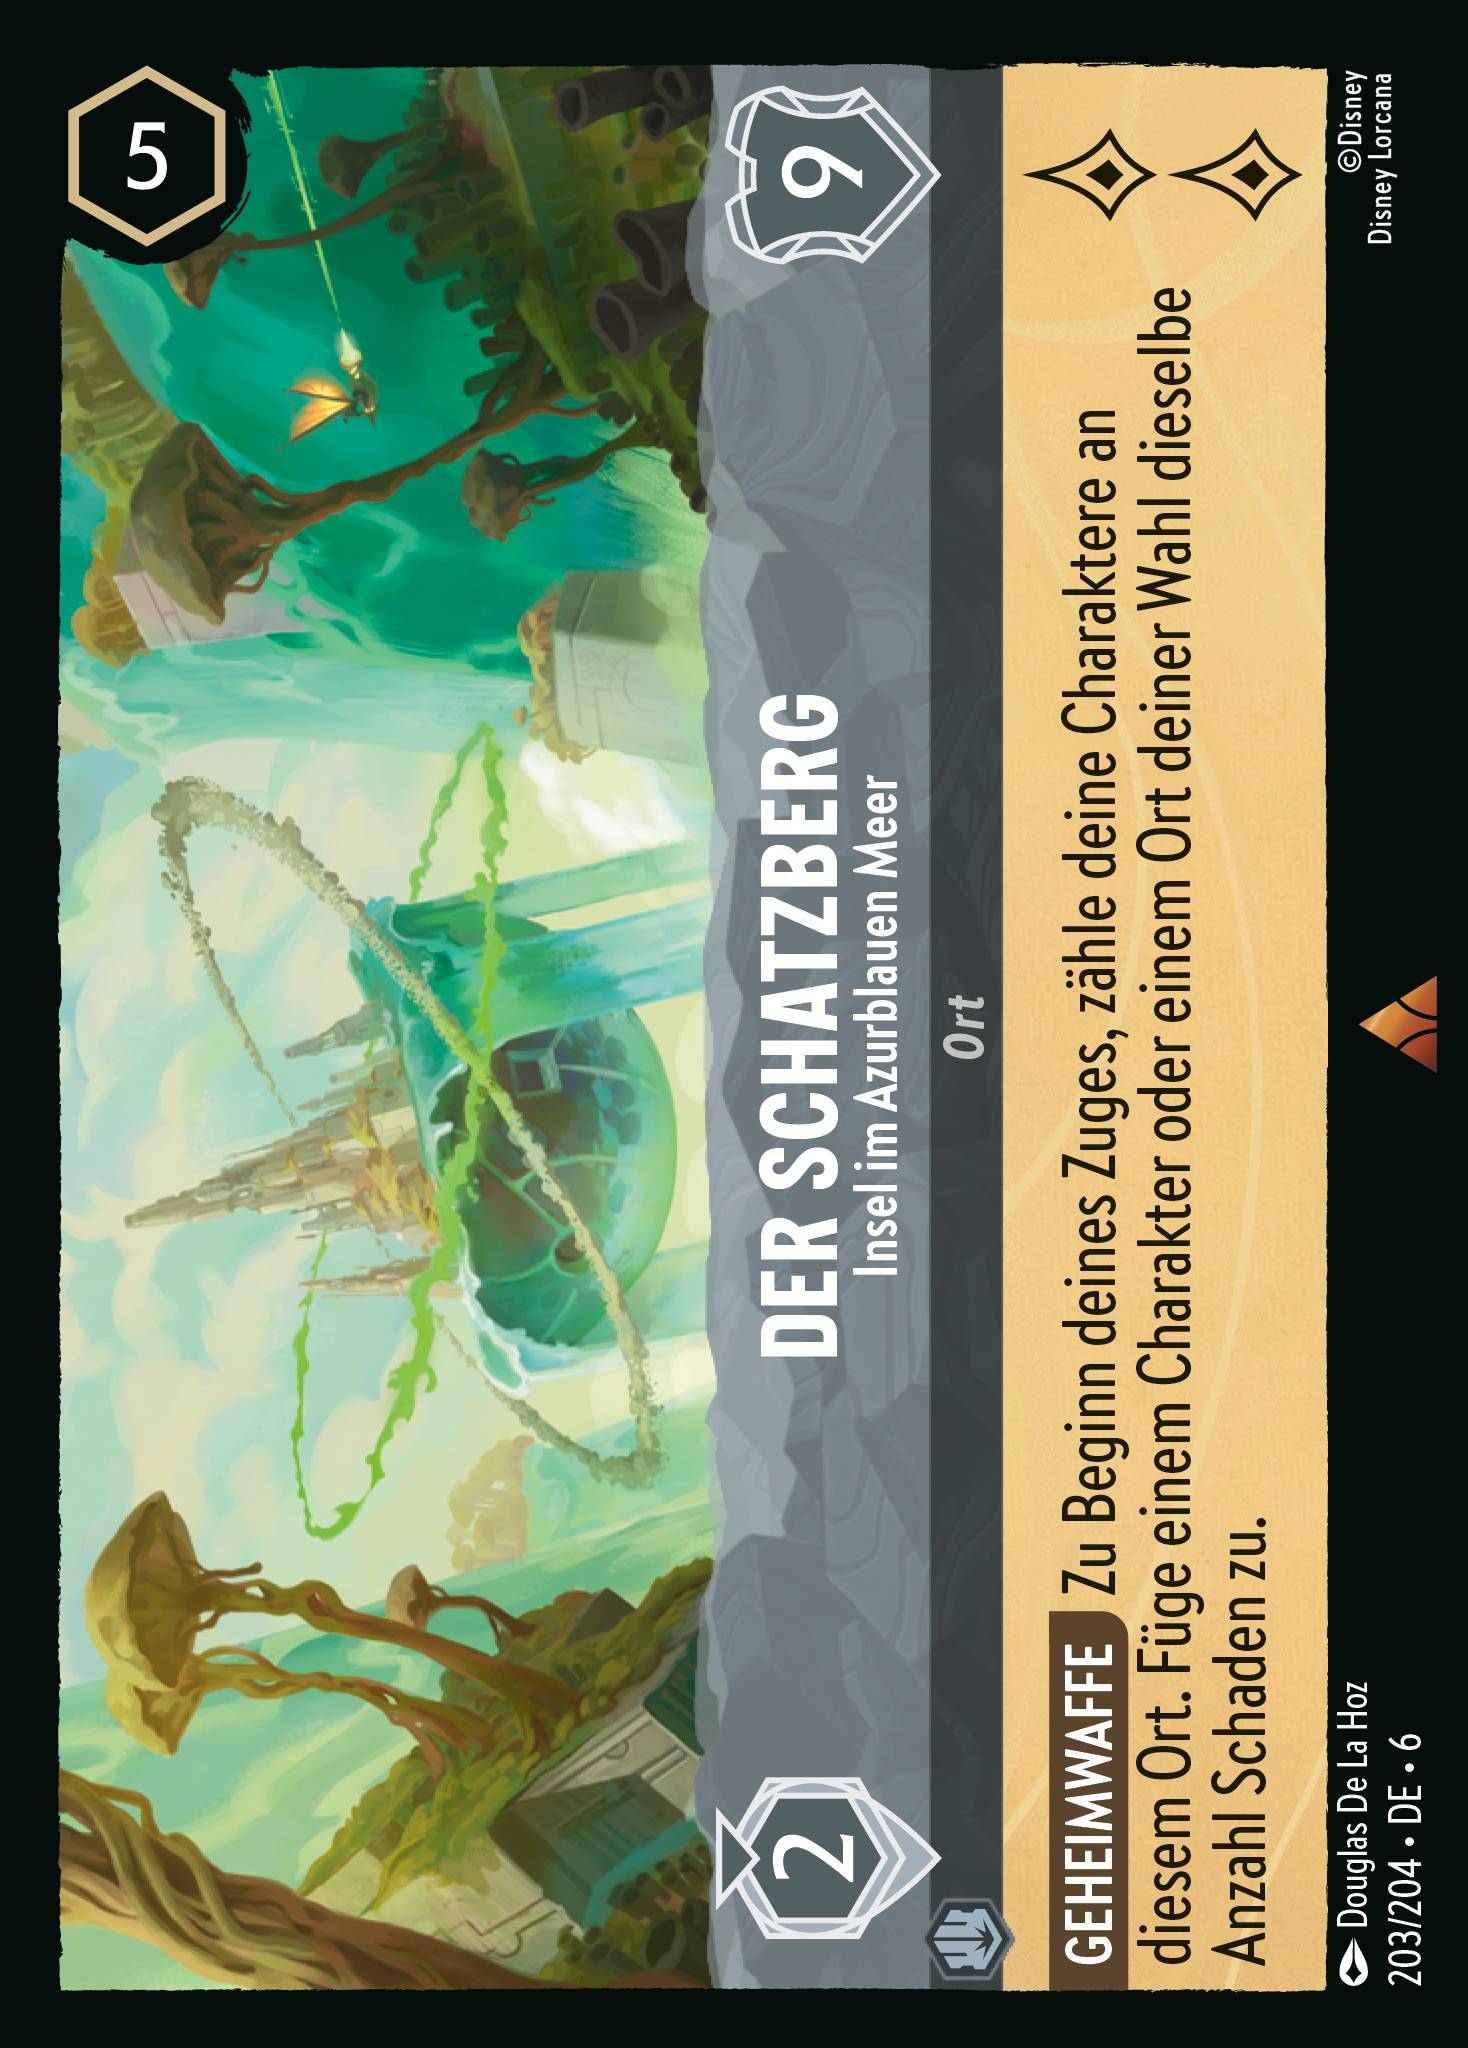 5
2
DER SCHATZBERG
Insel im Azurblauen Meer
9
Ort
GEHEIMWAFFE Zu Beginn deines Zuges, zähle deine Charaktere an
diesem Ort. Füge einem Charakter oder einem Ort deiner Wahl dieselbe
Anzahl Schaden zu.
Douglas De La Hoz
203/204 • DE • 6
©Disney
Disney Lorcana